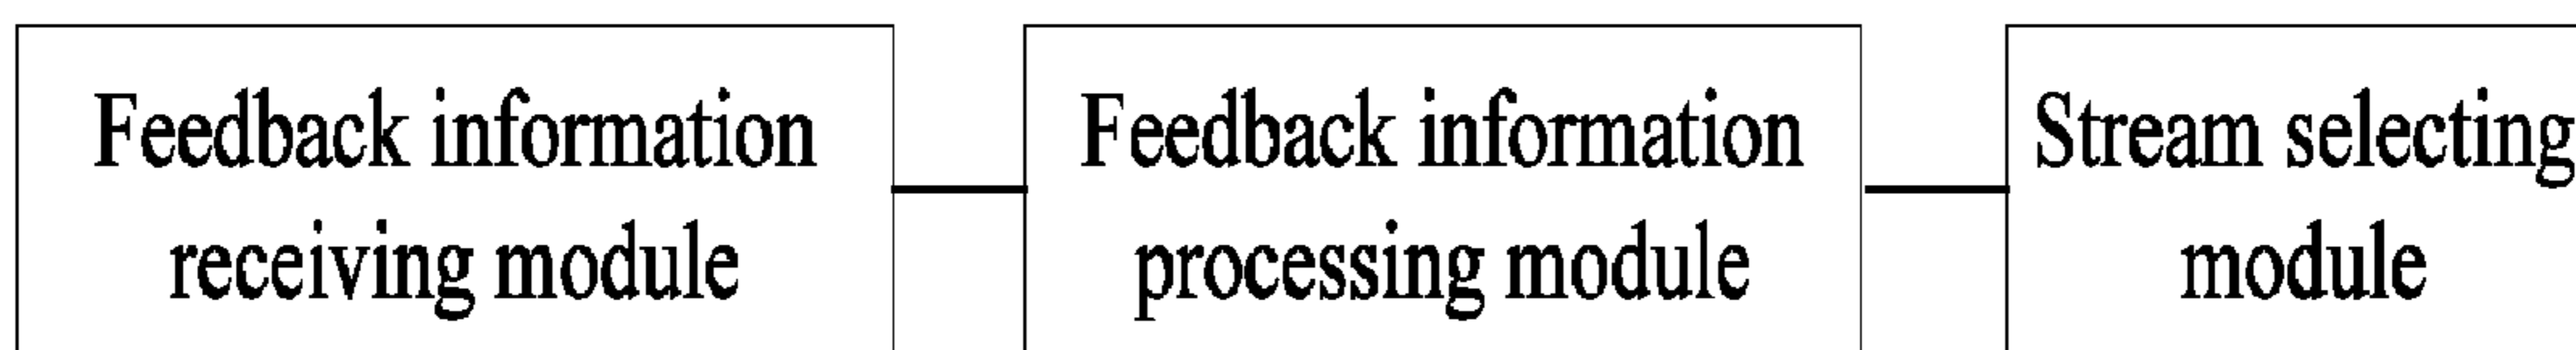 Feedback information
receiving module
Feedback information
processing module
Stream selecting
module